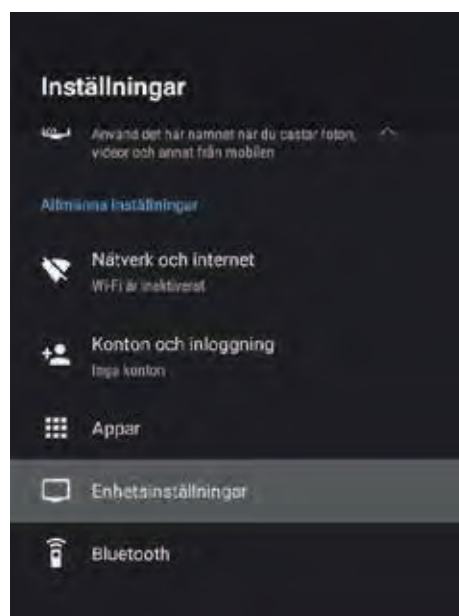 Inställningar
Använd det här namnet när du castar foton,
videor och annat från mobilen
Allmänna inställningar
Nätverk och internet
Wi-Fi är inaktiverat
Konton och inloggning
Inga konton
Appar
Enhetsinställningar
Bluetooth